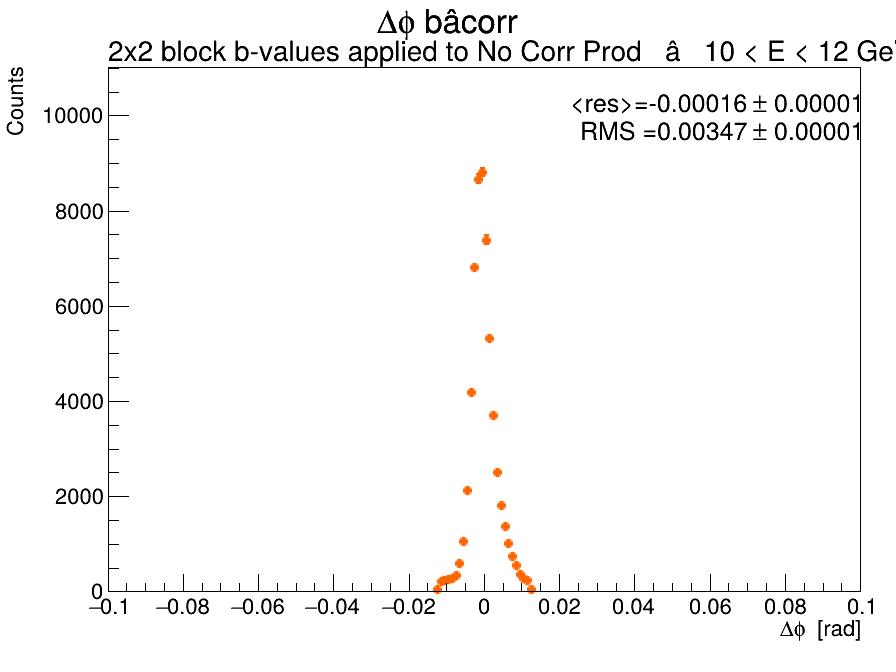 Δϕ bâcorr
2x2 block b-values applied to No Corr Prod â 10 < E < 12 GeV
<res>=-0.00016 ± 0.00001
RMS =0.00347 ± 0.00001
Counts
10000
8000
6000
4000
2000
0
−0.1 −0.08 −0.06 −0.04 −0.02 0 0.02 0.04 0.06 0.08 0.1
Δϕ [rad]